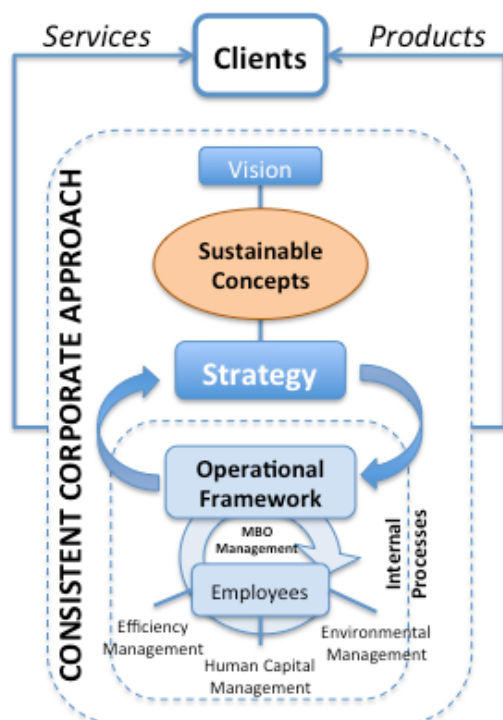 Services
Products
Clients
CONSISTENT CORPORATE APPROACH
Vision
Sustainable
Concepts
Strategy
Operational
Framework
MBO
Management
Internal
Processes
Employees
Efficiency
Management
Human Capital
Management
Environmental
Management